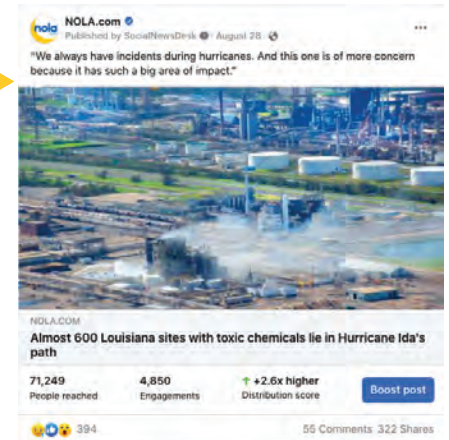 nola
NOLA.com
Published by SocialNewsDesk · August 28 ·
"We always have incidents during hurricanes. And this one is of more concern
because it has such a big area of impact."
NOLA.COM
Almost 600 Louisiana sites with toxic chemicals lie in Hurricane Ida's
path
71,249 4,850 ↑ +2.6x higher
People reached Engagements Distribution score
Boost post
394 55 Comments 322 Shares